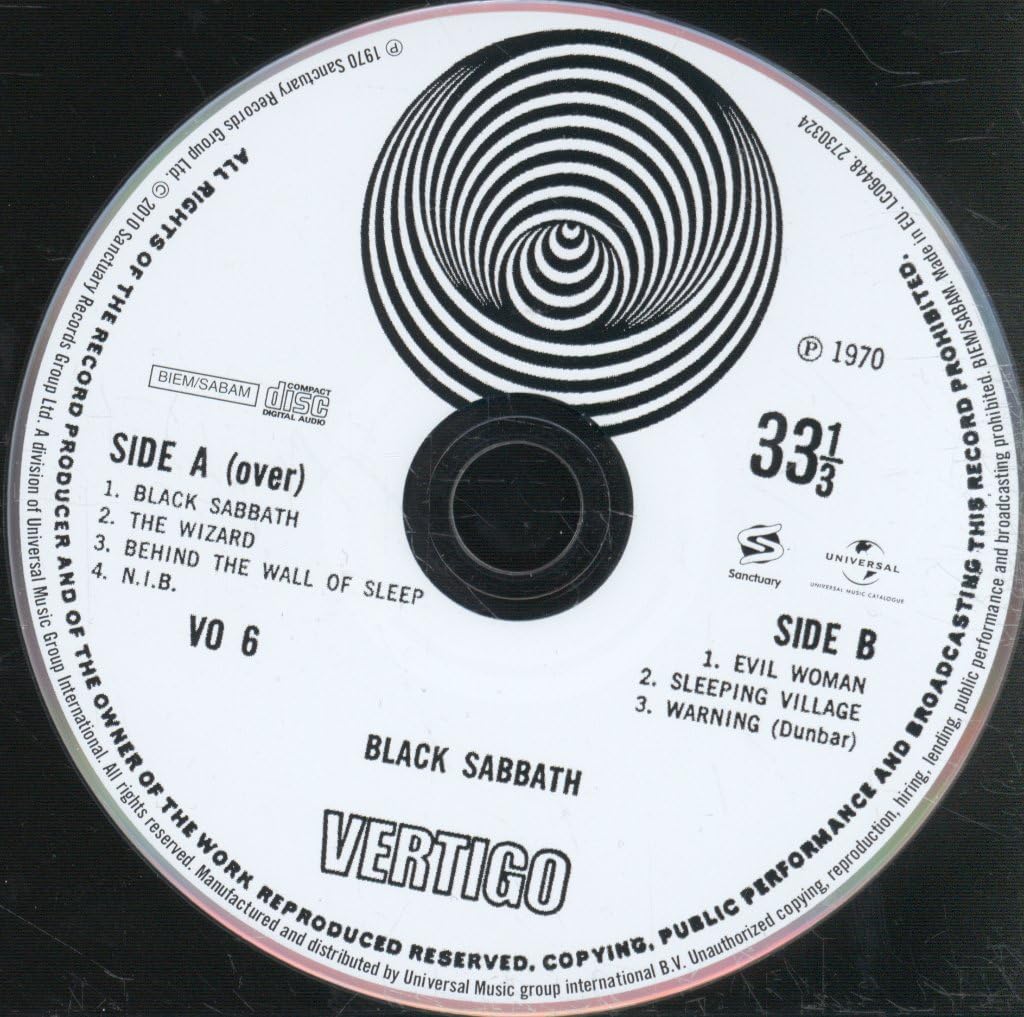 ℗ 1970 Sanctuary Records Group Ltd. © 2010 Sanctuary Records Group Ltd. A division of Universal Music Group International. All rights reserved. Manufactured and distributed by Universal Music group international B.V. Unauthorized copying, reproduction, hiring, lending, public performance and broadcasting prohibited. BIEM/SABAM. Made in EU. LC06448. 2730324
ALL RIGHTS OF THE RECORD PRODUCER AND OF THE OWNER OF THE WORK REPRODUCED RESERVED. COPYING, PUBLIC PERFORMANCE AND BROADCASTING THIS RECORD PROHIBITED.
℗ 1970
33 1/3
BIEM/SABAM
COMPACT
disc
DIGITAL AUDIO
SIDE A (over)
1. BLACK SABBATH
2. THE WIZARD
3. BEHIND THE WALL OF SLEEP
4. N.I.B.
VO 6
Sanctuary
UNIVERSAL
UNIVERSAL MUSIC CATALOGUE
SIDE B
1. EVIL WOMAN
2. SLEEPING VILLAGE
3. WARNING (Dunbar)
BLACK SABBATH
VERTIGO